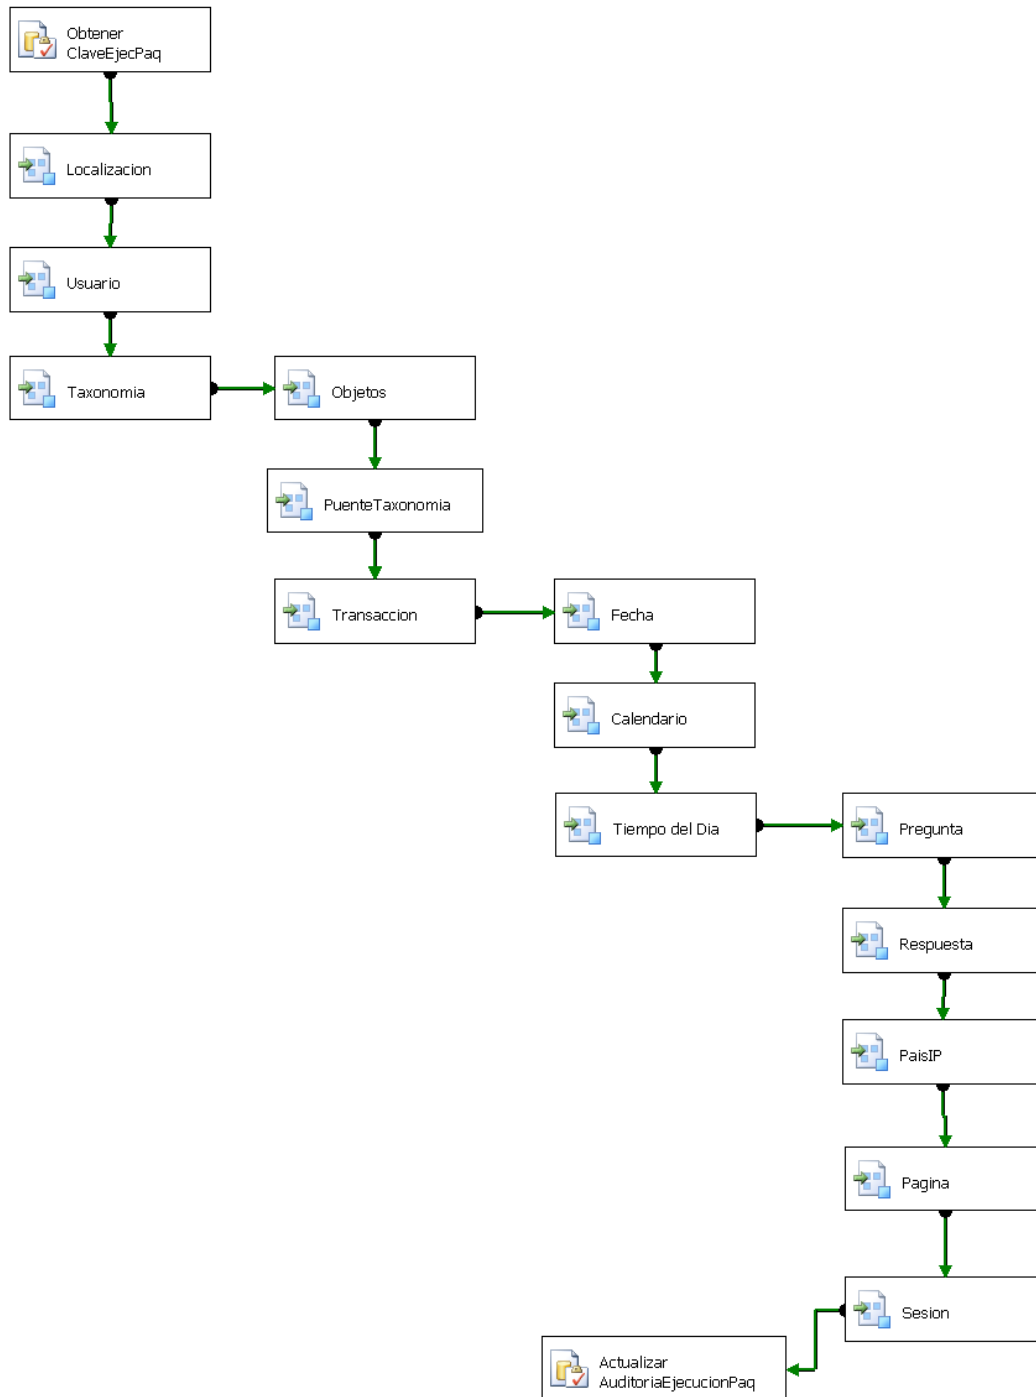 Obtener
ClaveEjecPaq
Localizacion
Usuario
Taxonomia
Objetos
PuenteTaxonomia
Transaccion
Fecha
Calendario
Tiempo del Dia
Pregunta
Respuesta
PaisIP
Pagina
Sesion
Actualizar
AuditoriaEjecucionPaq